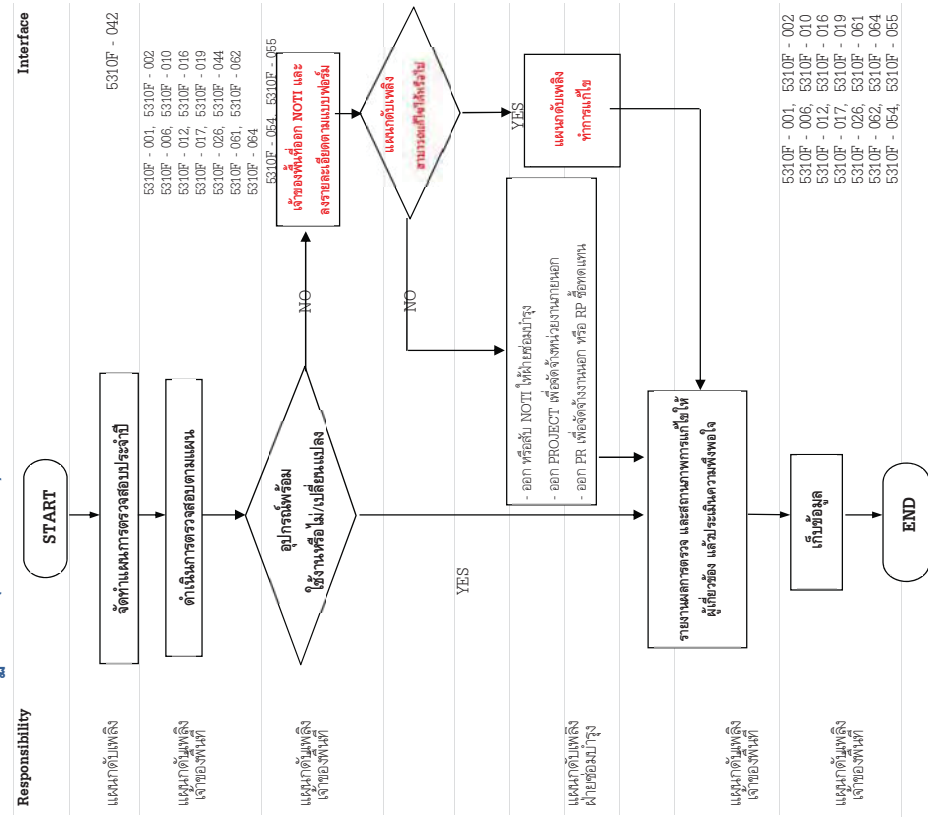 Responsibility
Interface
START
แผนกดับเพลิง
จัดทำแผนการตรวจสอบประจำปี
5310F - 042
แผนกดับเพลิง
เจ้าของพื้นที่
ดำเนินการตรวจสอบตามแผน
5310F - 001, 5310F - 002
5310F - 006, 5310F - 010
5310F - 012, 5310F - 016
5310F - 017, 5310F - 019
5310F - 026, 5310F - 044
5310F - 061, 5310F - 062
5310F - 064
แผนกดับเพลิง
เจ้าของพื้นที่
อุปกรณ์พร้อม
ใช้งานหรือไม่/เปลี่ยนแปลง
NO
5310F - 054, 5310F - 055
เจ้าของพื้นที่ออก NOTI และ
ลงรายละเอียดตามแบบฟอร์ม
แผนกดับเพลิง
สามารถแก้ไขได้หรือไม่
NO
YES
YES
แผนกดับเพลิง
ฝ่ายซ่อมบำรุง
- ออก หรือสับ NOTI ให้ฝ่ายซ่อมบำรุง
- ออก PROJECT เพื่อจัดจ้างหน่วยงานภายนอก
- ออก PR เพื่อจัดจ้างงานนอก หรือ RP ซื้อทดแทน
แผนกดับเพลิง
ทำการแก้ไข
แผนกดับเพลิง
เจ้าของพื้นที่
รายงานผลการตรวจ และสถานภาพการแก้ไขให้
ผู้เกี่ยวข้อง แล้วประเมินความพึงพอใจ
แผนกดับเพลิง
เจ้าของพื้นที่
เก็บข้อมูล
5310F - 001, 5310F - 002
5310F - 006, 5310F - 010
5310F - 012, 5310F - 016
5310F - 017, 5310F - 019
5310F - 026, 5310F - 061
5310F - 062, 5310F - 064
5310F - 054, 5310F - 055
END